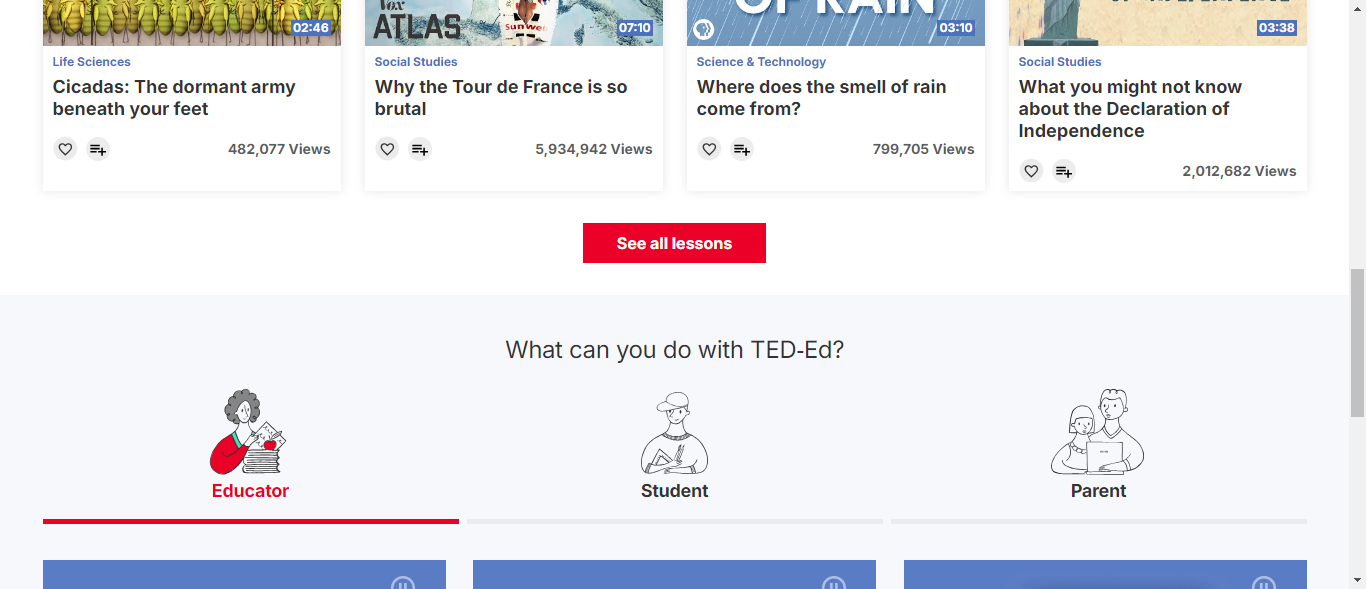 02:46
Vox
ATLAS
Sunweb
07:10
OF RAIN
03:10
03:38
Life Sciences
Cicadas: The dormant army
beneath your feet
482,077 Views
Social Studies
Why the Tour de France is so
brutal
5,934,942 Views
Science & Technology
Where does the smell of rain
come from?
799,705 Views
Social Studies
What you might not know
about the Declaration of
Independence
2,012,682 Views
See all lessons
What can you do with TED-Ed?
Educator
Student
Parent